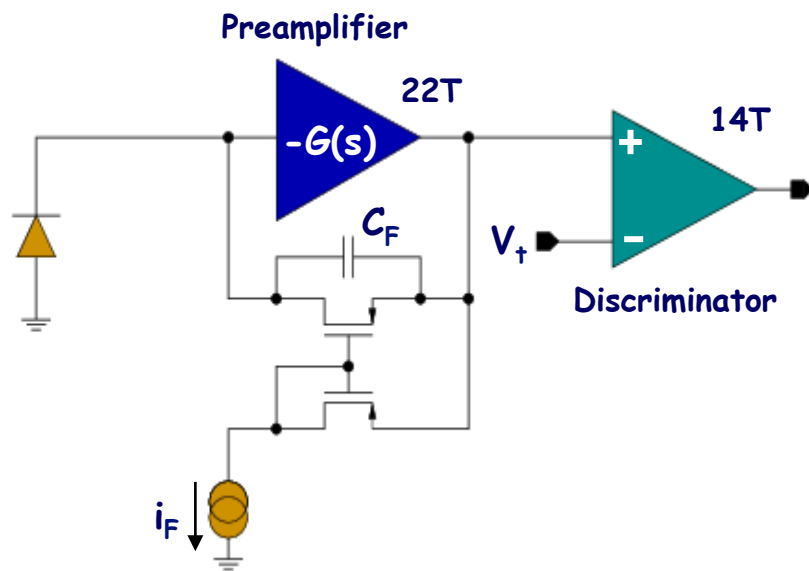 Preamplifier
22T
-G(s)
14T
+
C_F
V_t
-
Discriminator
i_F